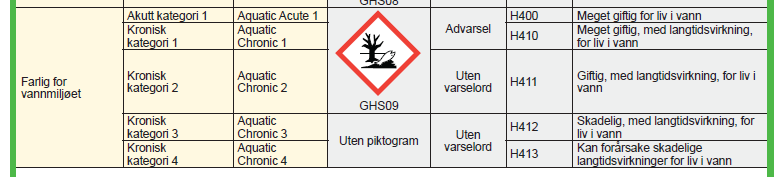 GHS08
Akutt kategori 1 Aquatic Acute 1 Advarsel H400 Meget giftig for liv i vann
Kronisk
kategori 1
Aquatic
Chronic 1
H410
Meget giftig, med langtidsvirkning,
for liv i vann
Farlig for
vannmiljøet
Kronisk
kategori 2
Aquatic
Chronic 2
GHS09
Uten
varselord
H411
Giftig, med langtidsvirkning, for liv i
vann
Kronisk
kategori 3
Aquatic
Chronic 3
Uten piktogram
Uten
varselord
H412
Skadelig, med langtidsvirkning, for
liv i vann
Kronisk
kategori 4
Aquatic
Chronic 4
H413
Kan forårsake skadelige
langtidsvirkninger for liv i vann